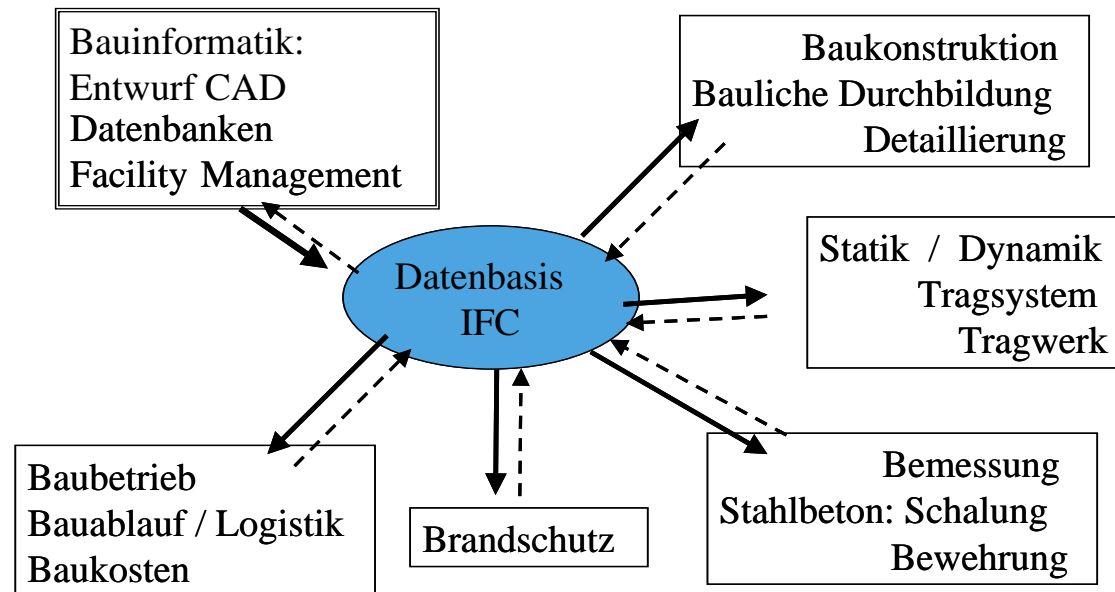 Bauinformatik:
Entwurf CAD
Datenbanken
Facility Management
Baukonstruktion
Bauliche Durchbildung
Detaillierung
Datenbasis
IFC
Statik / Dynamik
Tragsystem
Tragwerk
Baubetrieb
Bauablauf / Logistik
Baukosten
Brandschutz
Bemessung
Stahlbeton: Schalung
Bewehrung